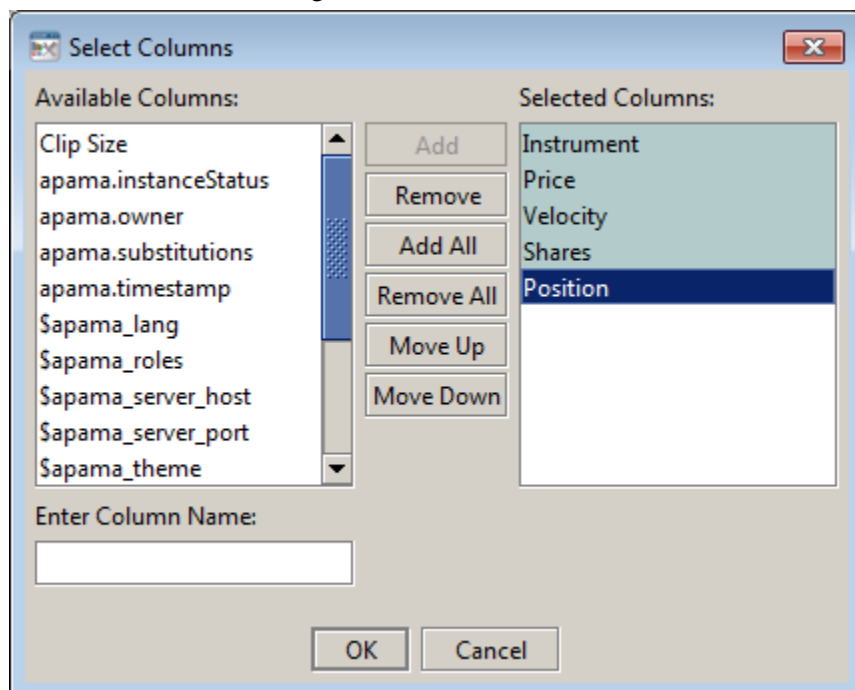 Select Columns
Available Columns:
Selected Columns:
Clip Size
apama.instanceStatus
apama.owner
apama.substitutions
apama.timestamp
$apama_lang
$apama_roles
$apama_server_host
$apama_server_port
$apama_theme
Add
Remove
Add All
Remove All
Move Up
Move Down
Instrument
Price
Velocity
Shares
Position
Enter Column Name:
OK
Cancel